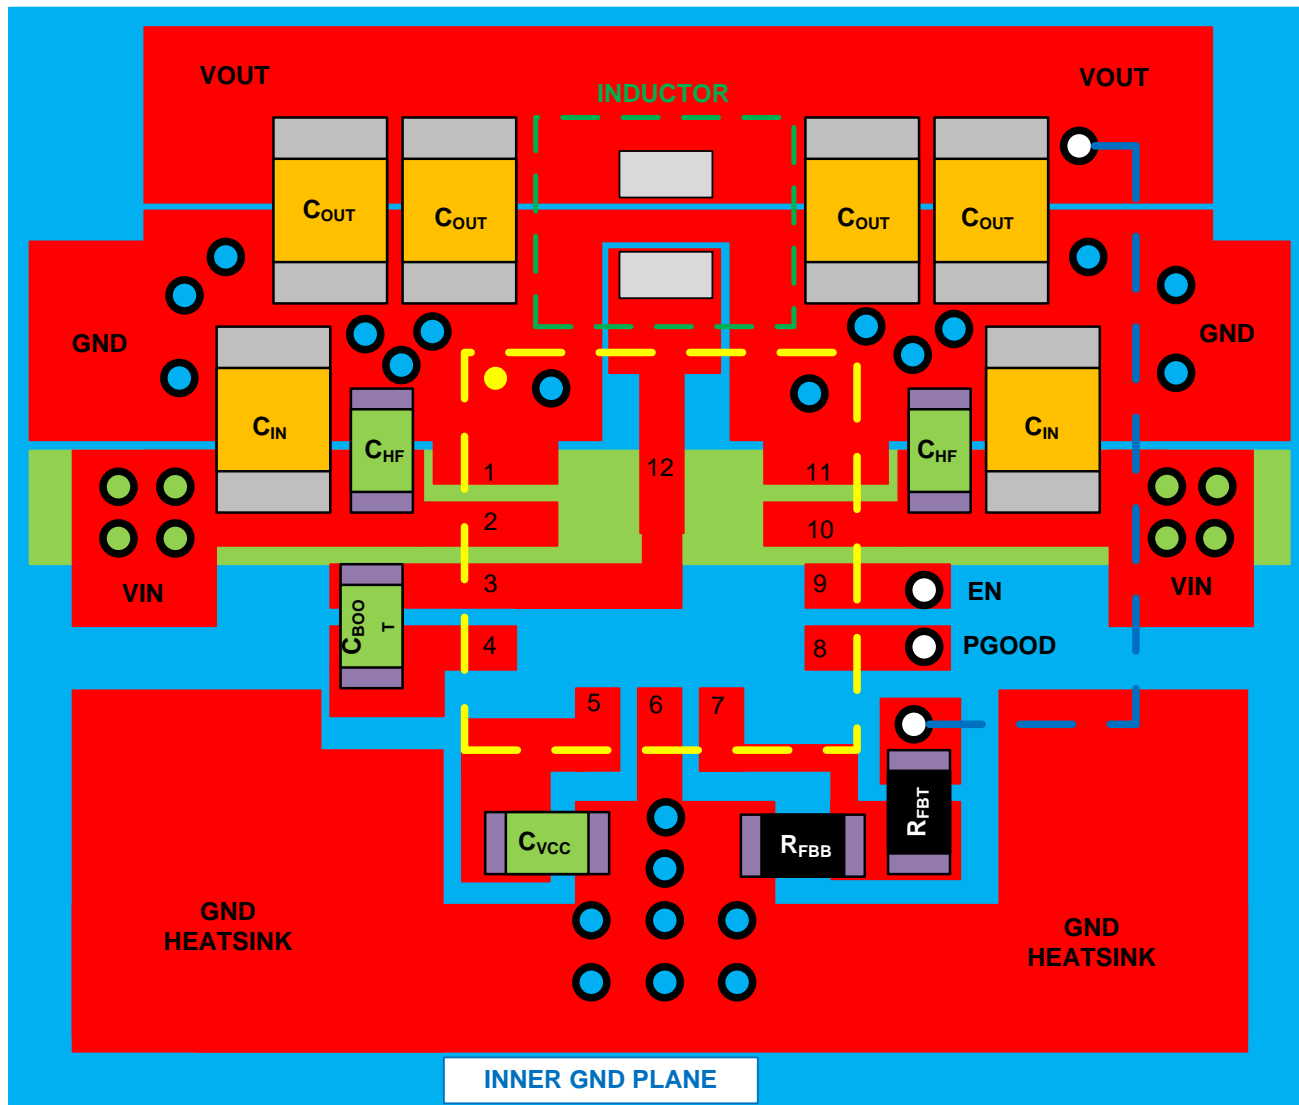 VOUT
VOUT
INDUCTOR
COUT
COUT
COUT
COUT
GND
GND
CIN
CHF
CHF
CIN
1
12
11
2
10
VIN
3
9
EN
VIN
CBOO
T
4
8
PGOOD
5
6
7
CVCC
RFBB
RFBT
GND
HEATSINK
GND
HEATSINK
INNER GND PLANE